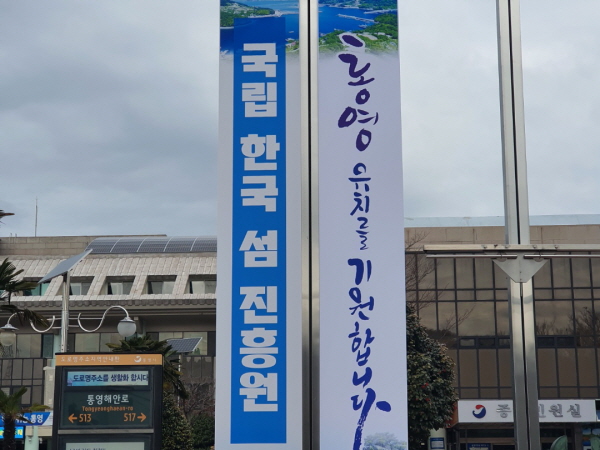 국립 한국 섬 진흥원
통영 유치를 기원합니다
도로명주소를 생활화 합시다
통영해안로
Tongyeonghaean-ro
←513 517→
종합민원실